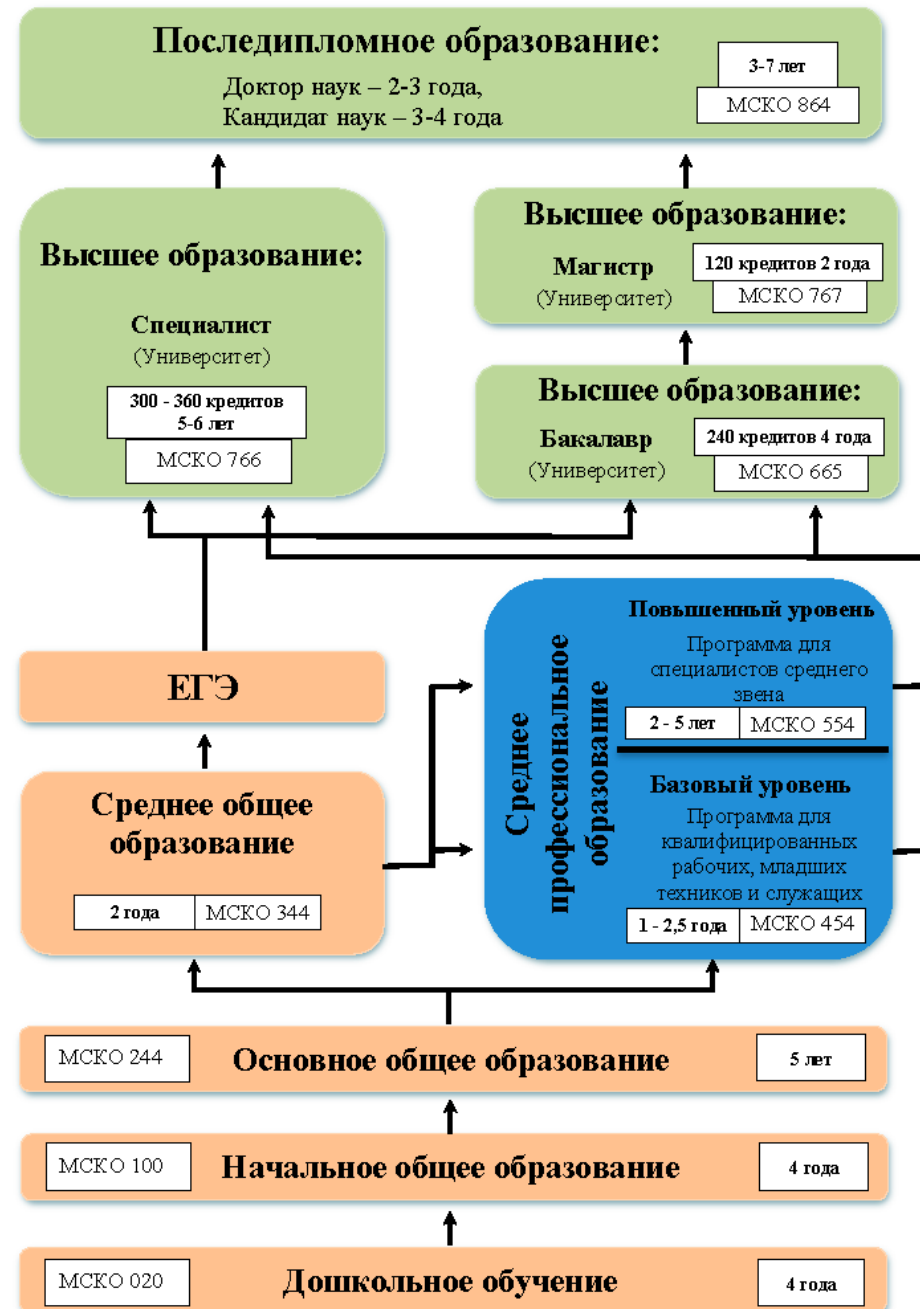 Последипломное образование:
Доктор наук – 2-3 года,
Кандидат наук – 3-4 года
3-7 лет
МСКО 864
Высшее образование:
Специалист
(Университет)
300 - 360 кредитов
5-6 лет
МСКО 766
Высшее образование:
Магистр
(Университет)
120 кредитов 2 года
МСКО 767
Высшее образование:
Бакалавр
(Университет)
240 кредитов 4 года
МСКО 665
ЕГЭ
Среднее общее
образование
2 года
МСКО 344
Среднее
профессиональное
образование
Повышенный уровень
Программа для
специалистов среднего
звена
2 - 5 лет
МСКО 554
Базовый уровень
Программа для
квалифицированных
рабочих, младших
техников и служащих
1 - 2,5 года
МСКО 454
МСКО 244
Основное общее образование
5 лет
МСКО 100
Начальное общее образование
4 года
МСКО 020
Дошкольное обучение
4 года